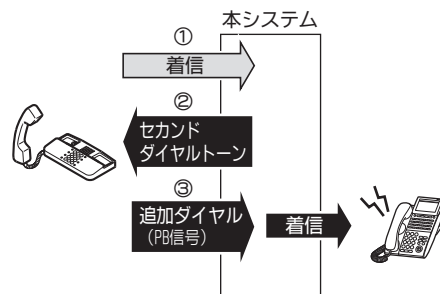 本システム
①
着信
②
セカンド
ダイヤルトーン
③
追加ダイヤル
（PB信号）
着信